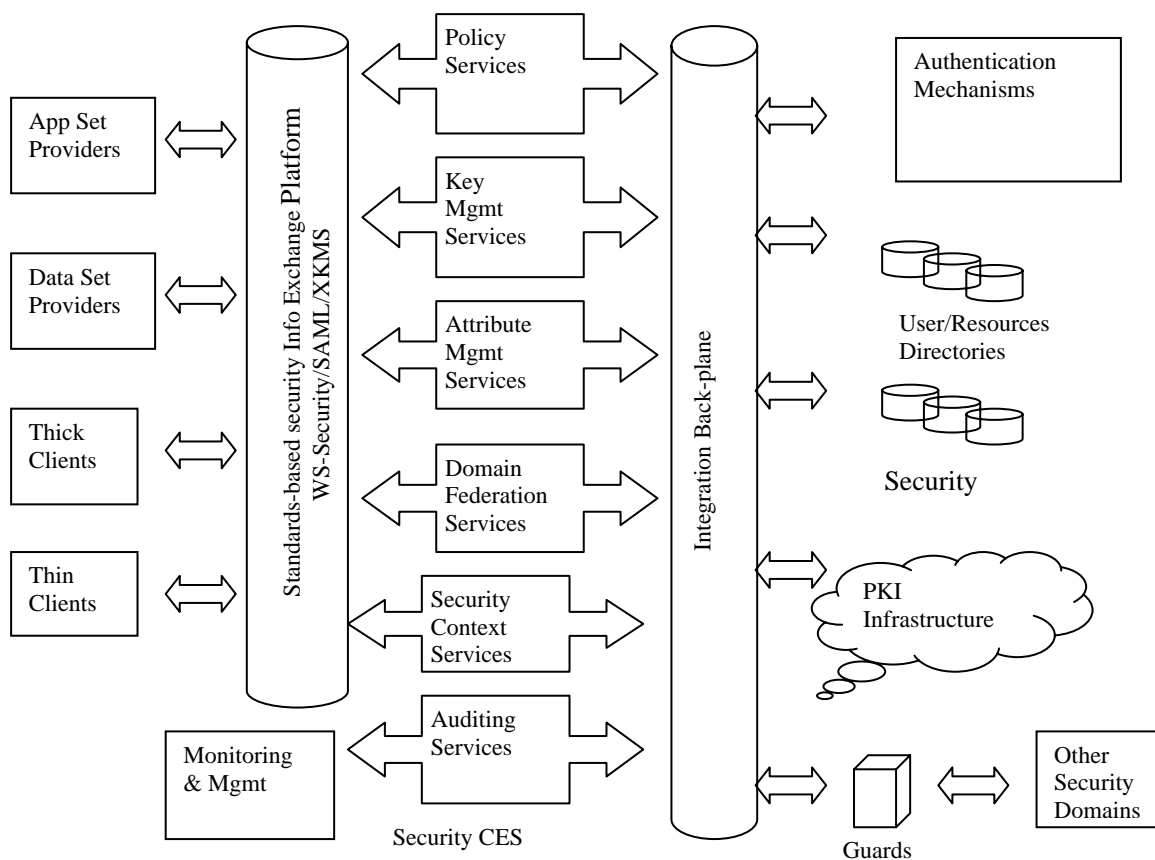 App Set
Providers
Data Set
Providers
Thick
Clients
Thin
Clients
Monitoring
& Mgmt
Standards-based security Info Exchange Platform
WS-Security/SAML/XKMS
Policy
Services
Key
Mgmt
Services
Attribute
Mgmt
Services
Domain
Federation
Services
Security
Context
Services
Auditing
Services
Security CES
Integration Back-plane
Authentication
Mechanisms
User/Resources
Directories
Security
PKI
Infrastructure
Guards
Other
Security
Domains